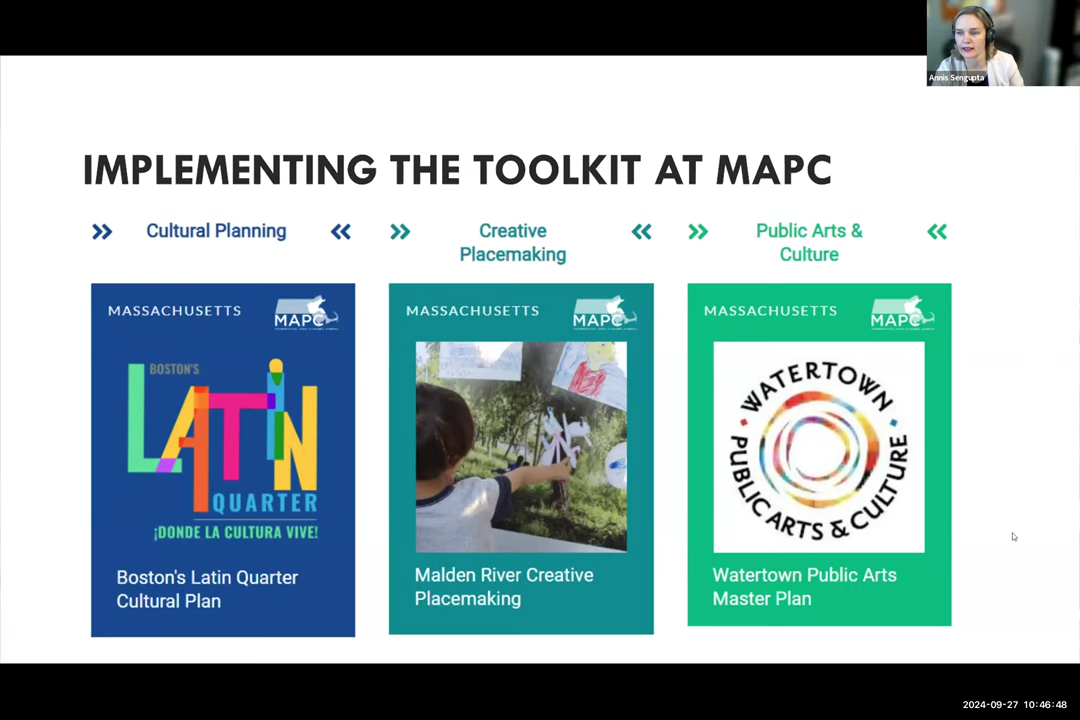 Annis Sengupta
IMPLEMENTING THE TOOLKIT AT MAPC
Cultural Planning
Creative
Placemaking
Public Arts &
Culture
MASSACHUSETTS
MAPC
BOSTON'S
LATIN
QUARTER
¡DONDE LA CULTURA VIVE!
Boston's Latin Quarter
Cultural Plan
MASSACHUSETTS
MAPC
Malden River Creative
Placemaking
MASSACHUSETTS
MAPC
WATERTOWN
PUBLIC ARTS & CULTURE
Watertown Public Arts
Master Plan
2024-09-27 10:46:48